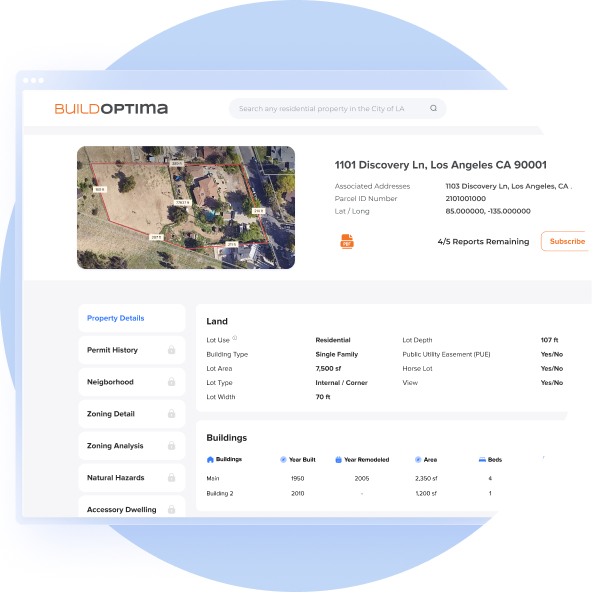 BUILDOPTIMA
Search any residential property in the City of LA
1101 Discovery Ln, Los Angeles CA 90001
Associated Addresses 1103 Discovery Ln, Los Angeles, CA .
Parcel ID Number 2101001000
Lat / Long 85.000000, -135.000000
PDF 4/5 Reports Remaining Subscribe
Property Details
Permit History
Neigborhood
Zoning Detail
Zoning Analysis
Natural Hazards
Accessory Dwelling
Land
Lot Use Residential Lot Depth 107 ft
Building Type Single Family Public Utility Easement (PUE) Yes/No
Lot Area 7,500 sf Horse Lot Yes/No
Lot Type Internal / Corner View Yes/No
Lot Width 70 ft
Buildings
Buildings Year Built Year Remodeled Area Beds
Main 1950 2005 2,350 sf 4
Building 2 2010 - 1,200 sf 1